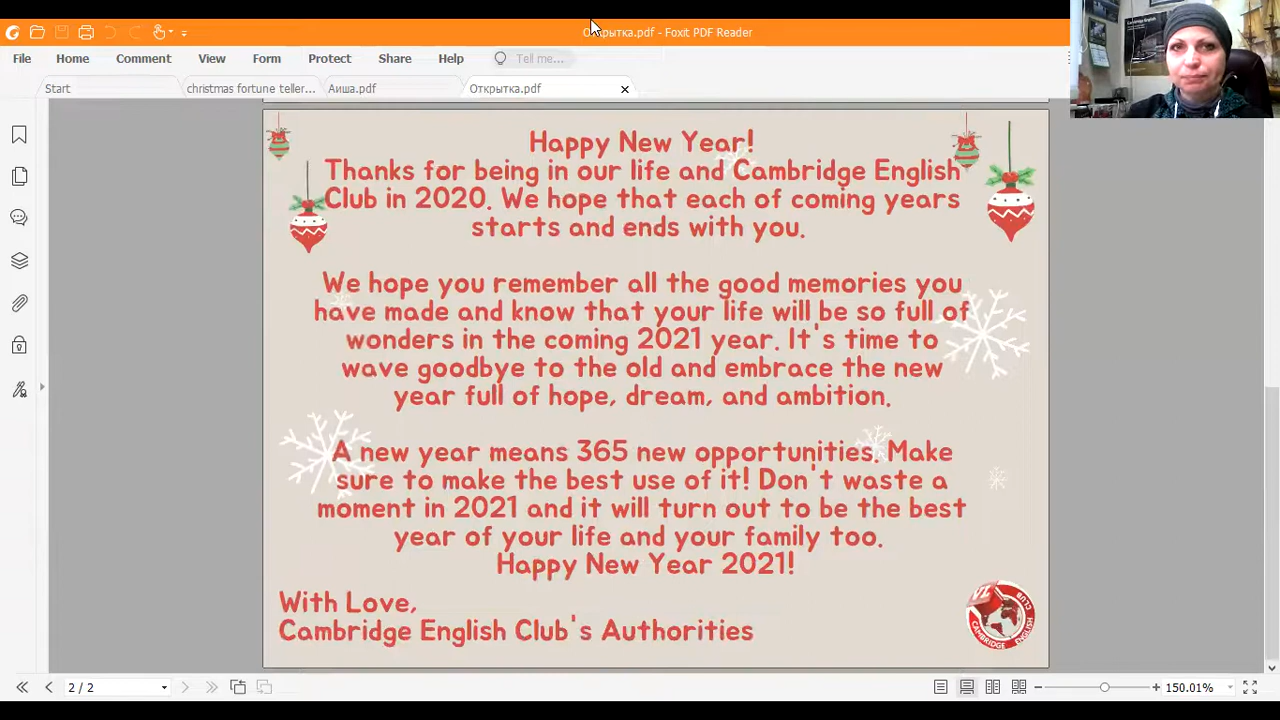 Открытка.pdf - Foxit PDF Reader
File Home Comment View Form Protect Share Help Tell me...
Start christmas fortune teller... Аиша.pdf Открытка.pdf
Happy New Year!
Thanks for being in our life and Cambridge English
Club in 2020. We hope that each of coming years
starts and ends with you.
We hope you remember all the good memories you
have made and know that your life will be so full of
wonders in the coming 2021 year. It's time to
wave goodbye to the old and embrace the new
year full of hope, dream, and ambition.
A new year means 365 new opportunities. Make
sure to make the best use of it! Don't waste a
moment in 2021 and it will turn out to be the best
year of your life and your family too.
Happy New Year 2021!
With Love,
Cambridge English Club's Authorities
CAMBRIDGE ENGLISH CLUB
2 / 2
150.01%